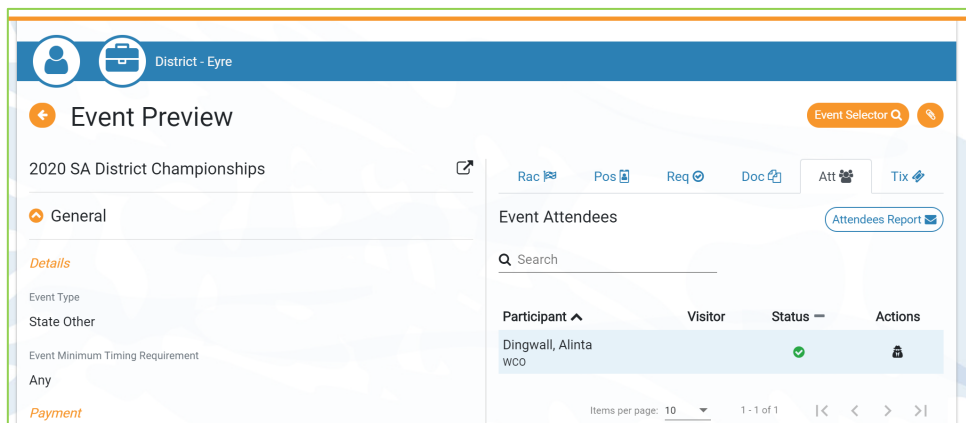 District - Eyre
Event Preview
Event Selector
2020 SA District Championships
General
Details
Event Type
State Other
Event Minimum Timing Requirement
Any
Payment
Rac Pos Req Doc Att Tix
Event Attendees
Attendees Report
Search
Participant Visitor Status Actions
Dingwall, Alinta
WCO
Items per page: 10 1 - 1 of 1